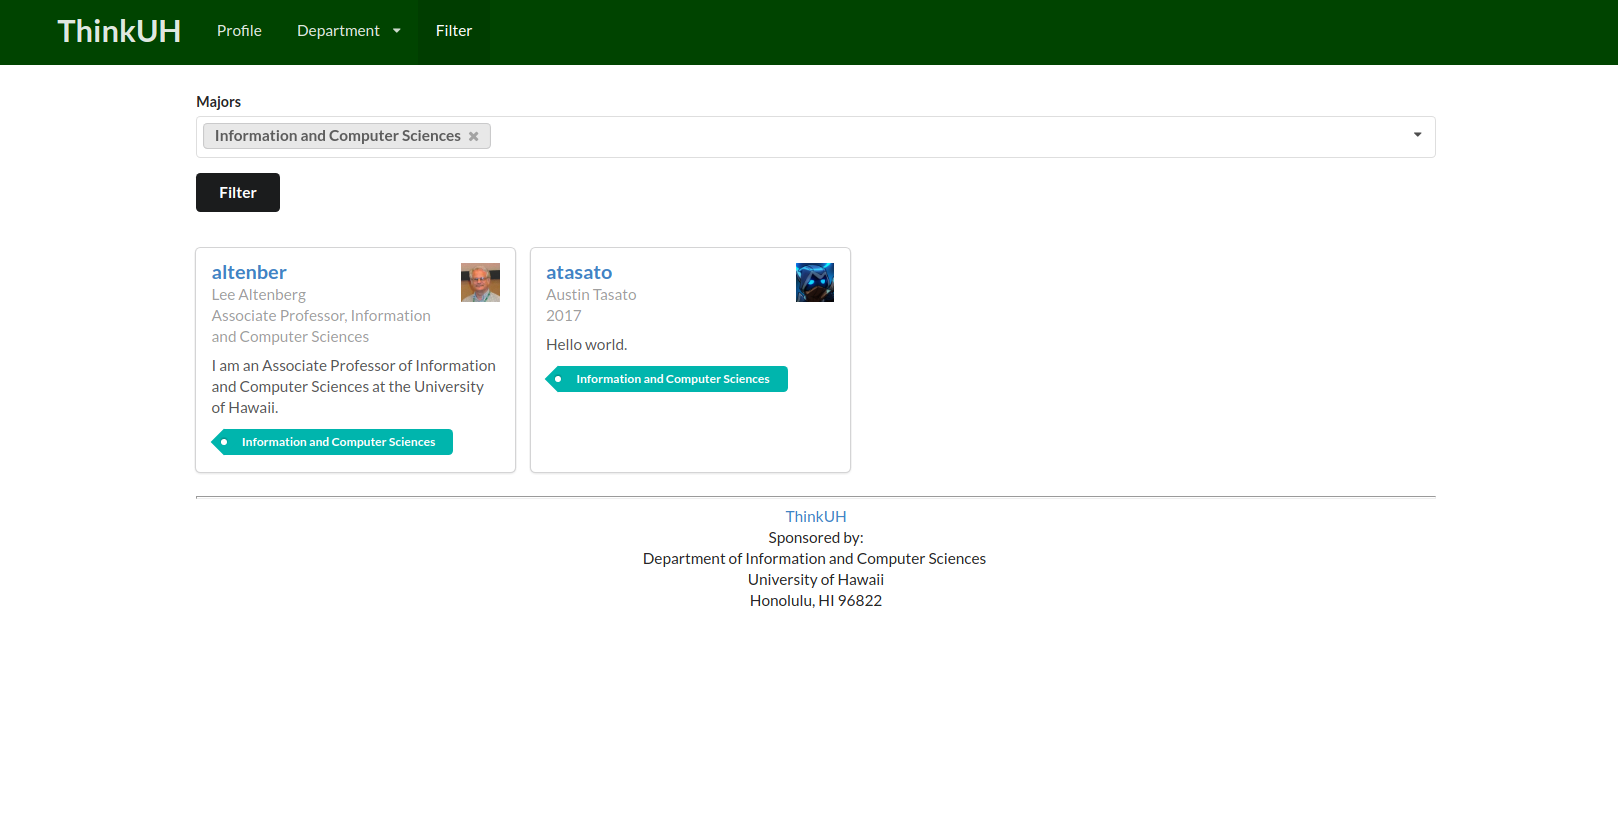 ThinkUH Profile Department Filter
Majors
Information and Computer Sciences
Filter
altenber
Lee Altenberg
Associate Professor, Information
and Computer Sciences
I am an Associate Professor of Information
and Computer Sciences at the University
of Hawaii.
Information and Computer Sciences
atasato
Austin Tasato
2017
Hello world.
Information and Computer Sciences
ThinkUH
Sponsored by:
Department of Information and Computer Sciences
University of Hawaii
Honolulu, HI 96822